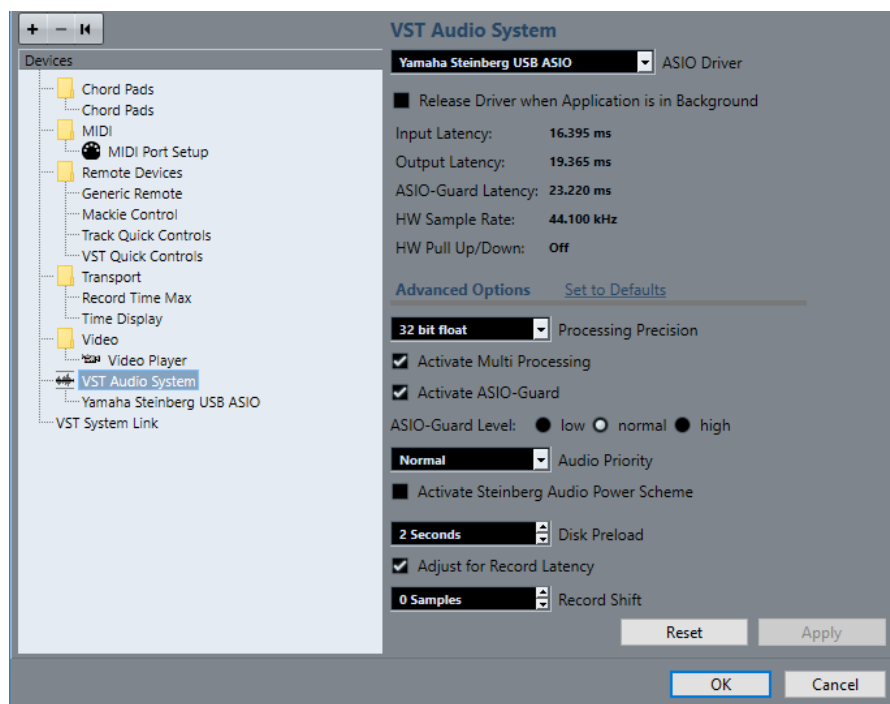 Devices
Chord Pads
Chord Pads
MIDI
MIDI Port Setup
Remote Devices
Generic Remote
Mackie Control
Track Quick Controls
VST Quick Controls
Transport
Record Time Max
Time Display
Video
Video Player
VST Audio System
Yamaha Steinberg USB ASIO
VST System Link
VST Audio System
Yamaha Steinberg USB ASIO ASIO Driver
Release Driver when Application is in Background
Input Latency: 16.395 ms
Output Latency: 19.365 ms
ASIO-Guard Latency: 23.220 ms
HW Sample Rate: 44.100 kHz
HW Pull Up/Down: Off
Advanced Options Set to Defaults
32 bit float Processing Precision
Activate Multi Processing
Activate ASIO-Guard
ASIO-Guard Level: low normal high
Normal Audio Priority
Activate Steinberg Audio Power Scheme
2 Seconds Disk Preload
Adjust for Record Latency
0 Samples Record Shift
Reset Apply
OK Cancel